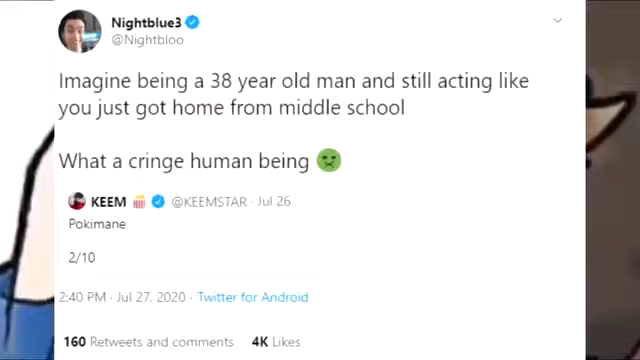 Nightblue3
@Nightbloo
Imagine being a 38 year old man and still acting like
you just got home from middle school
What a cringe human being 🤢
KEEM 🍿 @KEEMSTAR · Jul 26
Pokimane
2/10
2:40 PM · Jul 27, 2020 · Twitter for Android
160 Retweets and comments 4K Likes